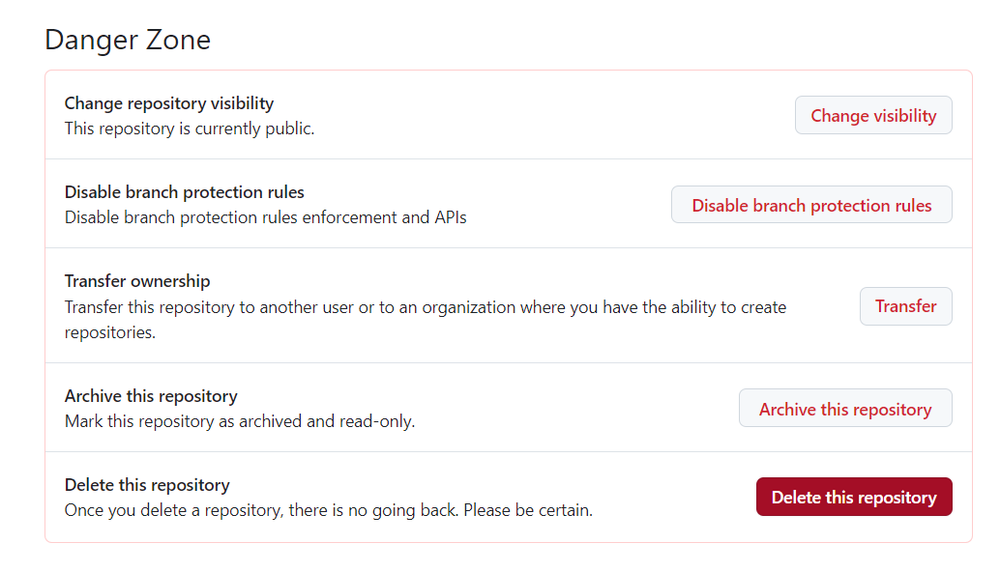 Danger Zone
Change repository visibility
This repository is currently public.
Change visibility
Disable branch protection rules
Disable branch protection rules enforcement and APIs
Disable branch protection rules
Transfer ownership
Transfer this repository to another user or to an organization where you have the ability to create
repositories.
Transfer
Archive this repository
Mark this repository as archived and read-only.
Archive this repository
Delete this repository
Once you delete a repository, there is no going back. Please be certain.
Delete this repository